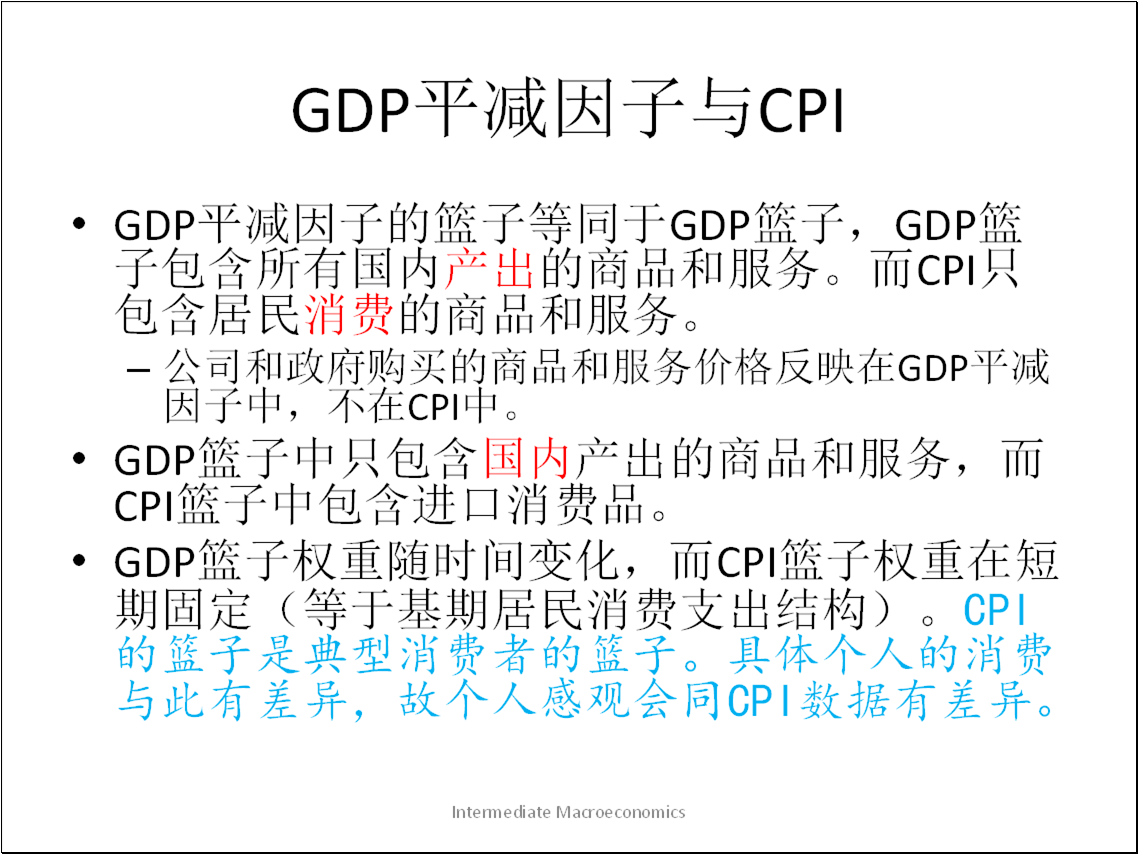 GDP平减因子与CPI
• GDP平减因子的篮子等同于GDP篮子，GDP篮
子包含所有国内产出的商品和服务。而CPI只
包含居民消费的商品和服务。
– 公司和政府购买的商品和服务价格反映在GDP平减
因子中，不在CPI中。
• GDP篮子中只包含国内产出的商品和服务，而
CPI篮子中包含进口消费品。
• GDP篮子权重随时间变化，而CPI篮子权重在短
期固定（等于基期居民消费支出结构）。CPI
的篮子是典型消费者的篮子。具体个人的消费
与此有差异，故个人感观会同CPI数据有差异。
Intermediate Macroeconomics